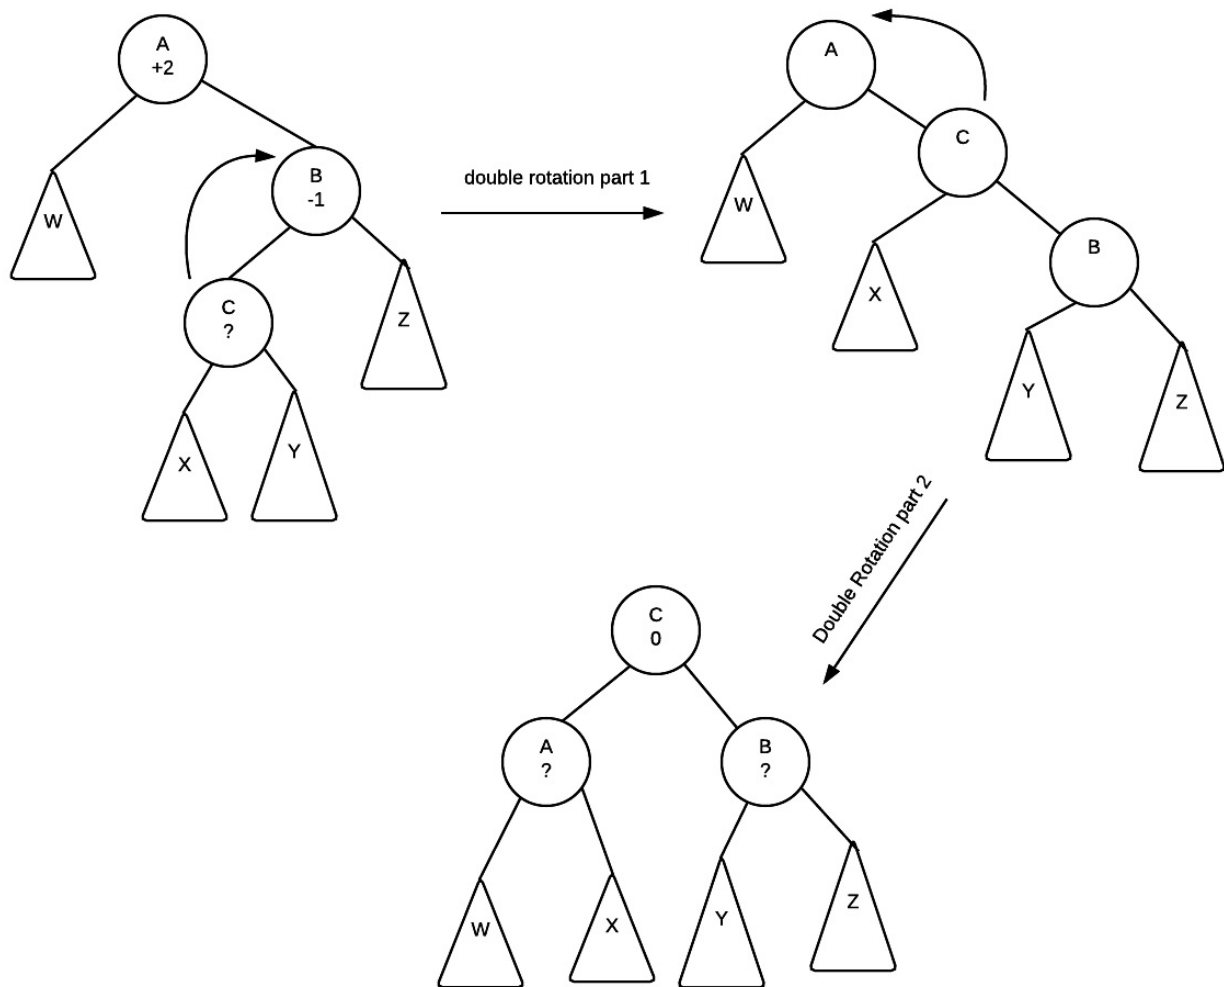 A
+2
B
-1
W
C
?
Z
X
Y
double rotation part 1
A
C
W
B
X
Y
Z
Double Rotation part 2
C
0
A
?
B
?
W
X
Y
Z